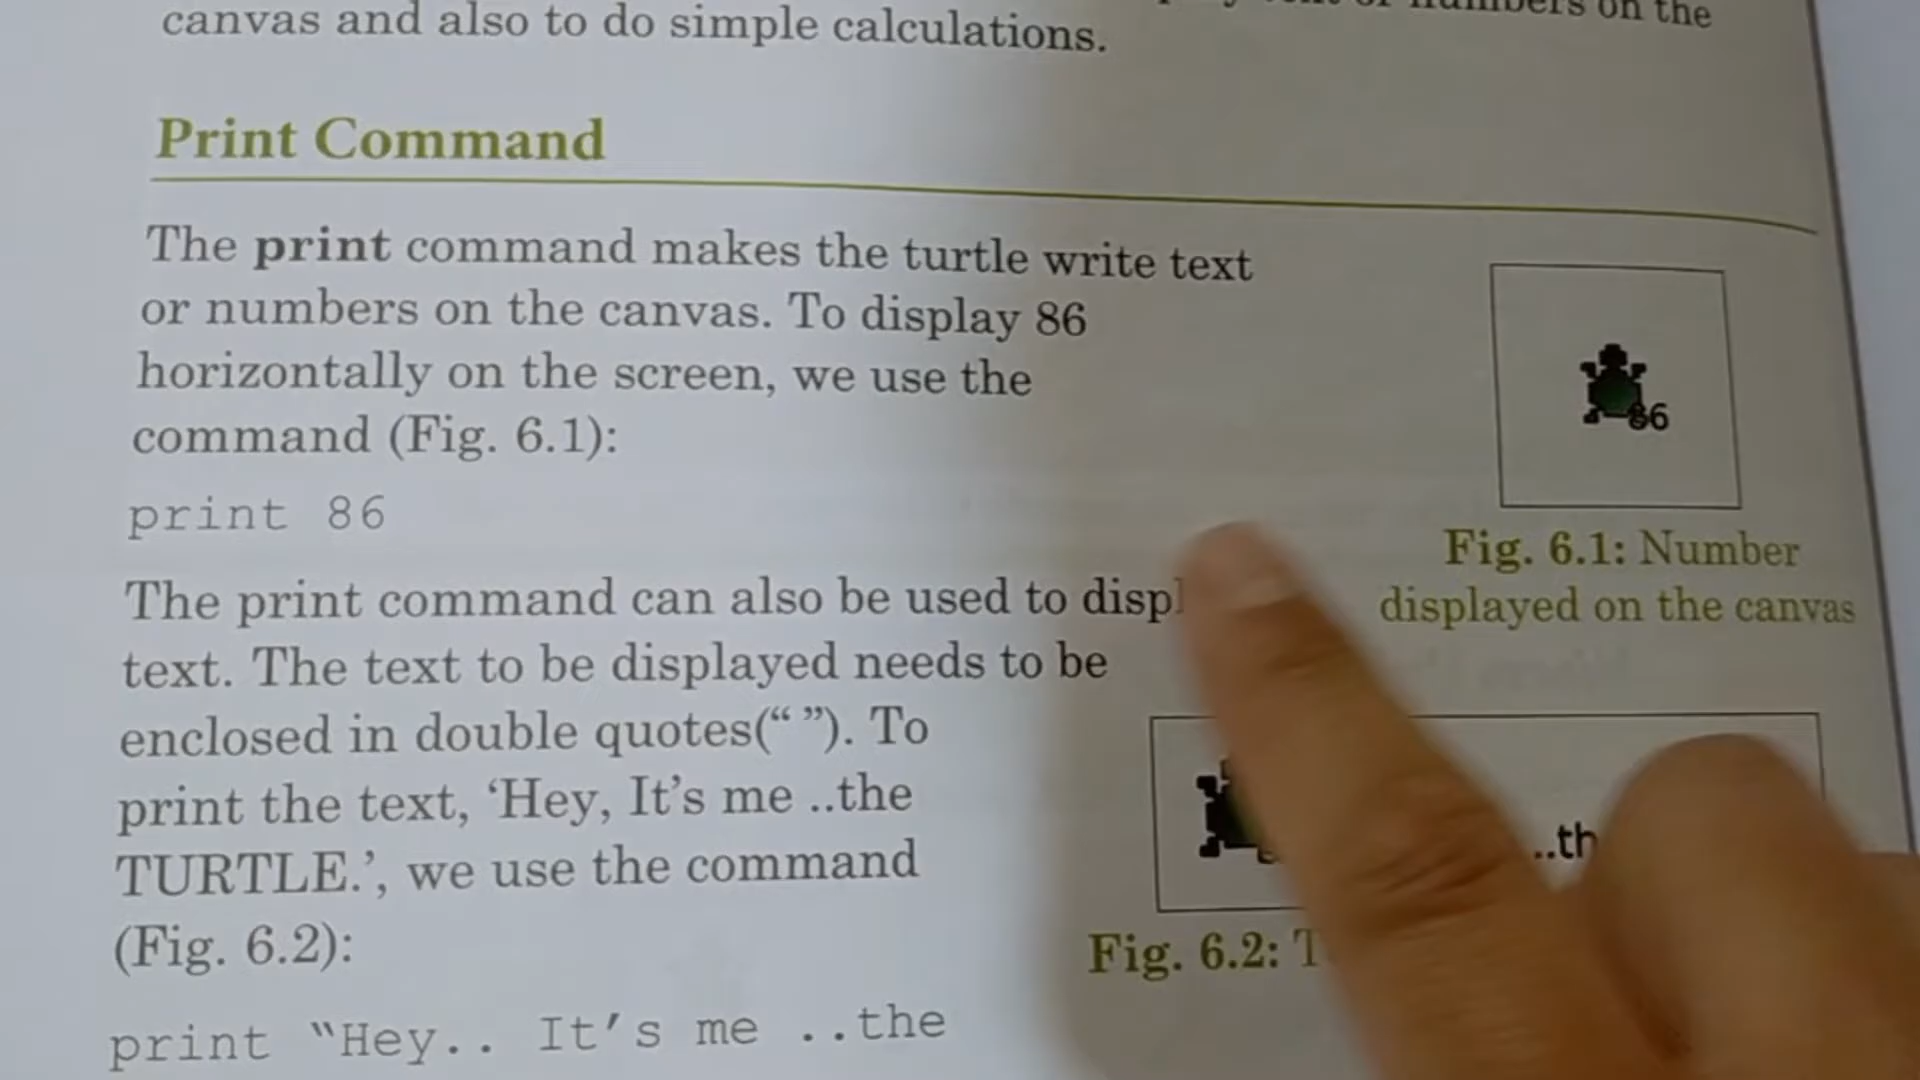 numbers on the
canvas and also to do simple calculations.
Print Command
The print command makes the turtle write text
or numbers on the canvas. To display 86
horizontally on the screen, we use the
command (Fig. 6.1):
print 86
86
Fig. 6.1: Number
displayed on the canvas
The print command can also be used to
text. The text to be displayed needs to be
enclosed in double quotes(“ ”). To
print the text, ‘Hey, It’s me ..the
TURTLE.’, we use the command
(Fig. 6.2):
print “Hey.. It’s me ..the
Fig. 6.2: